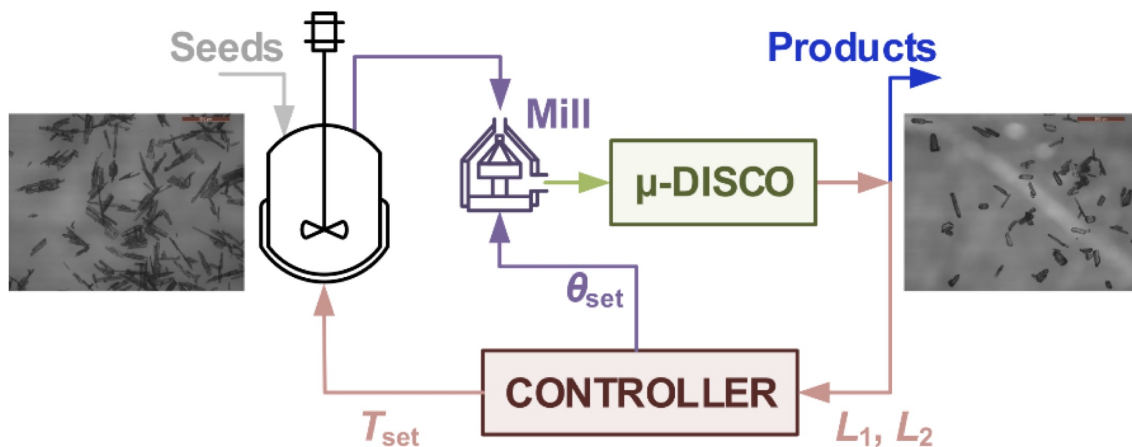 Seeds
Products
Mill
μ-DISCO
θset
CONTROLLER
Tset
L1, L2